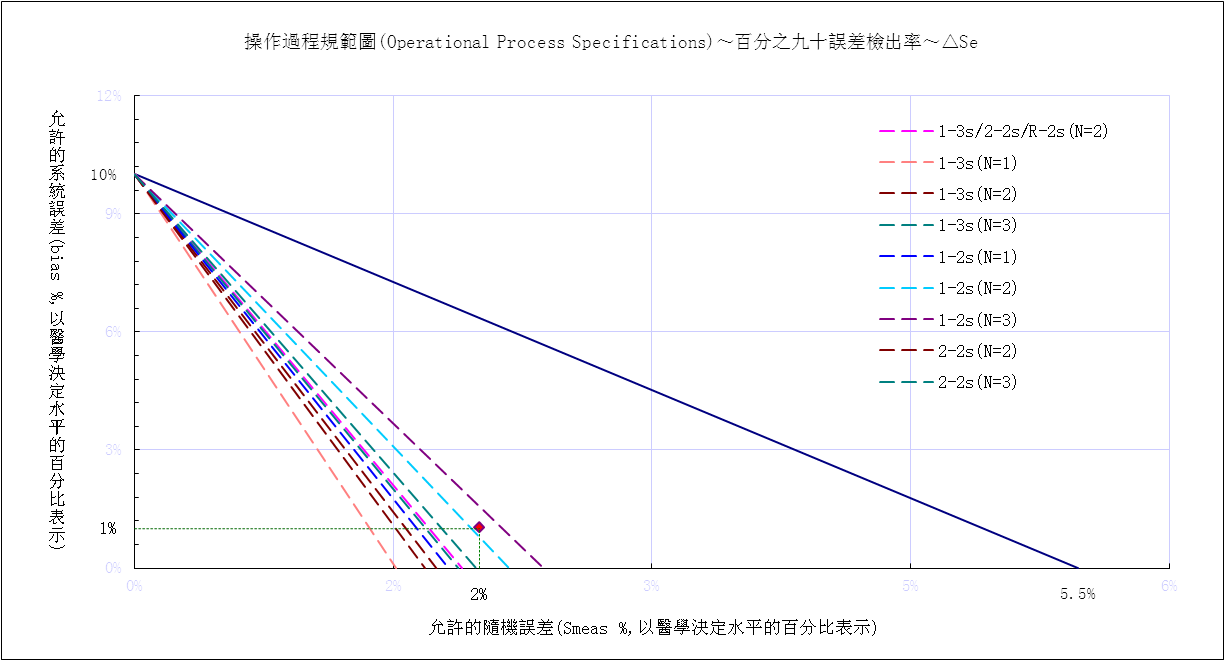 操作過程規範圖(Operational Process Specifications)～百分之九十誤差檢出率～△Se
允許的系統誤差(bias %,以醫學決定水平的百分比表示)
12%
10%
9%
6%
3%
1%
0%
1-3s/2-2s/R-2s(N=2)
1-3s(N=1)
1-3s(N=2)
1-3s(N=3)
1-2s(N=1)
1-2s(N=2)
1-2s(N=3)
2-2s(N=2)
2-2s(N=3)
0% 2% 3% 5% 6%
2% 5.5%
允許的隨機誤差(Smeas %,以醫學決定水平的百分比表示)